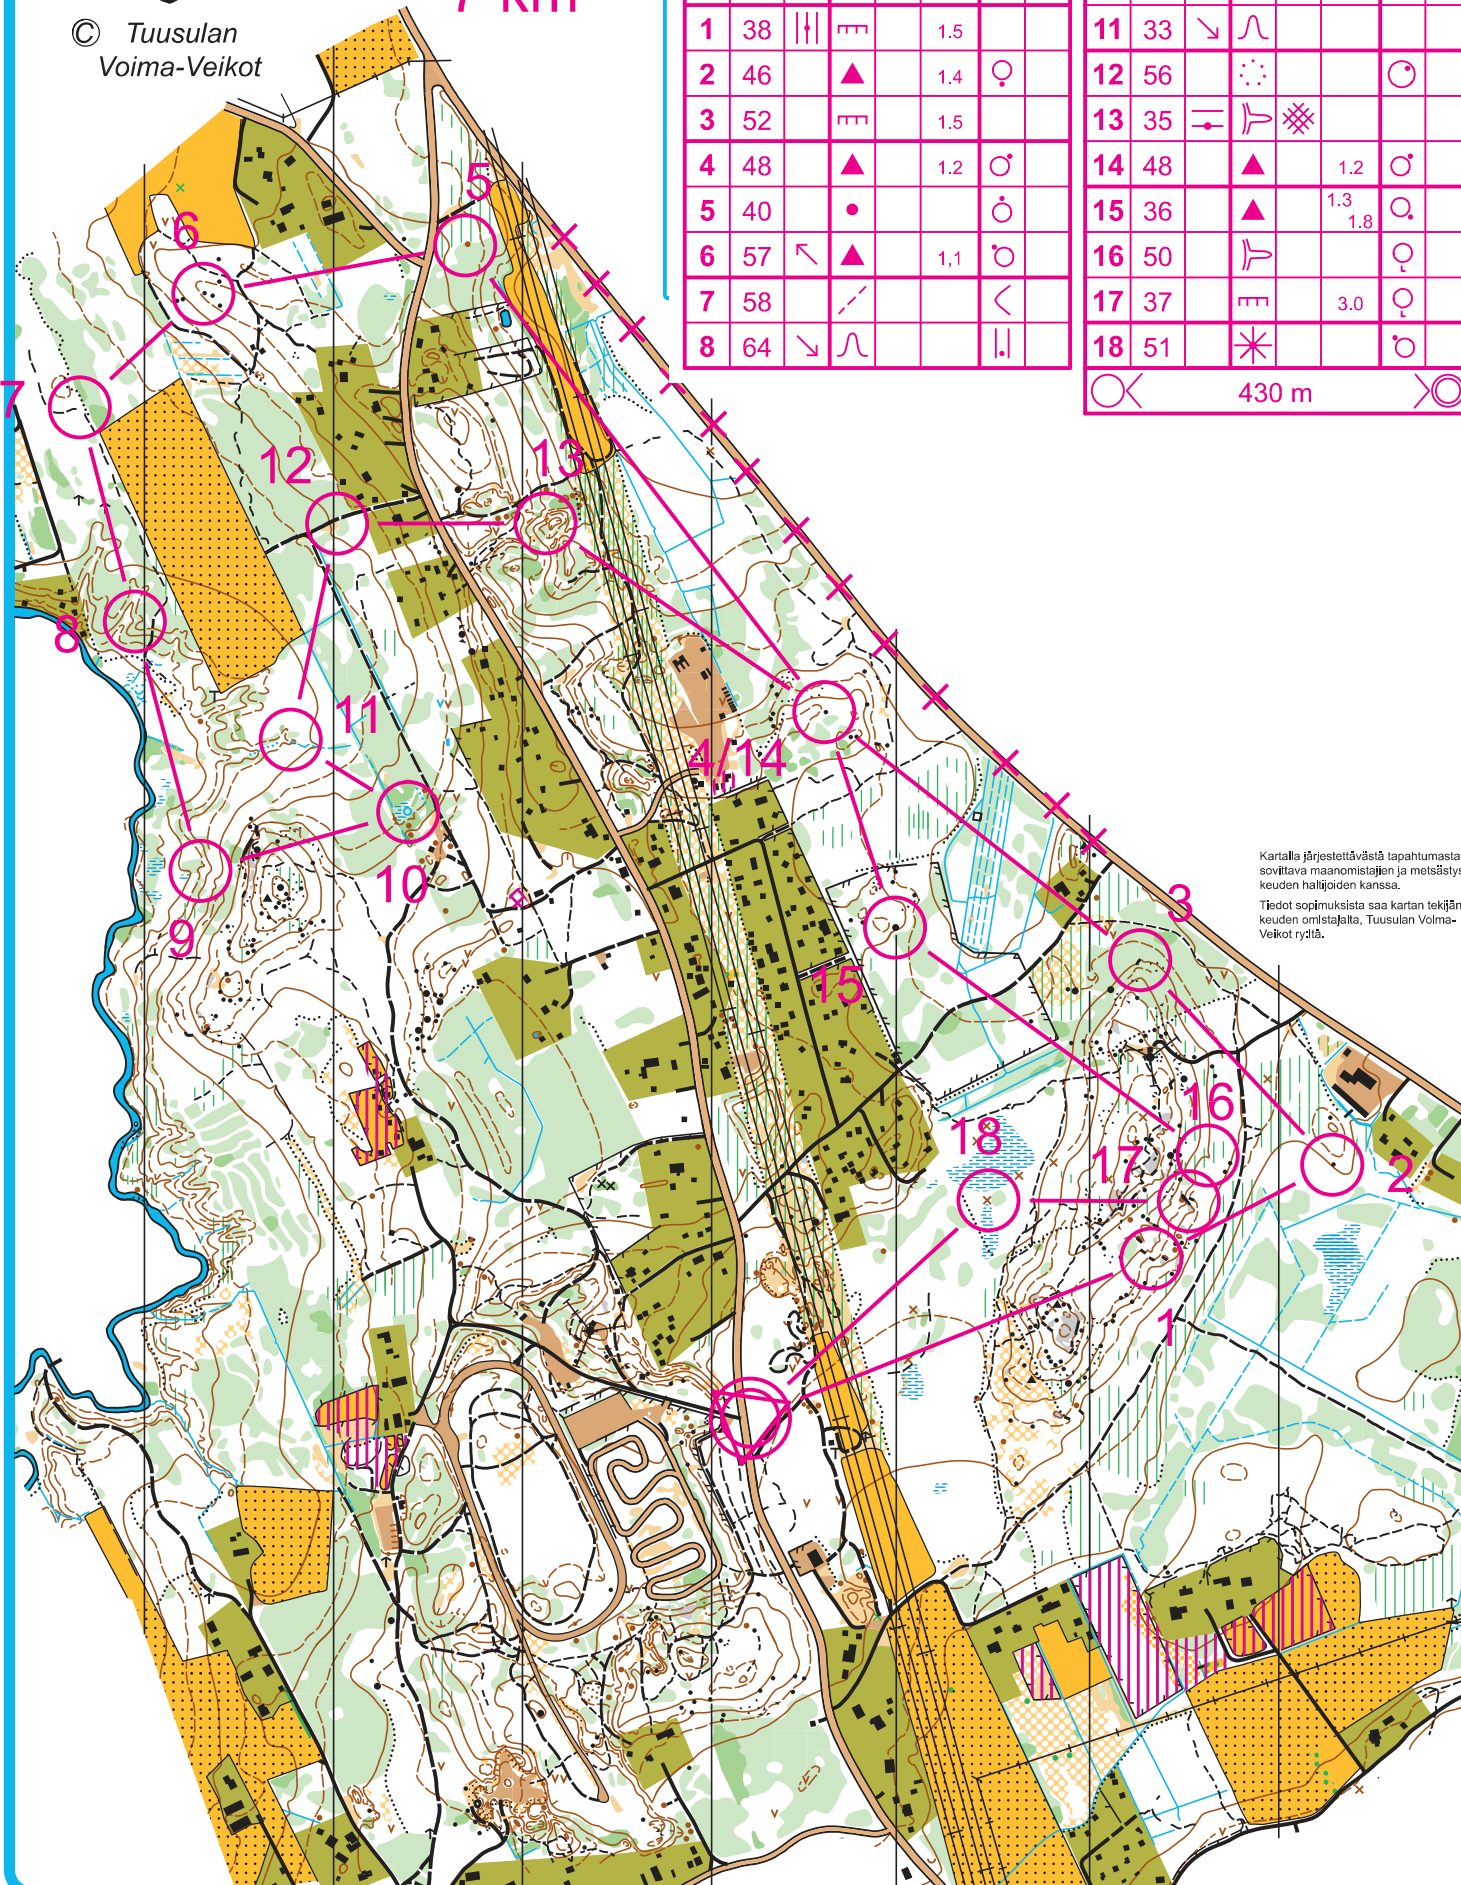 7 km
© Tuusulan
Voima-Veikot
1 38 1.5
2 46 1.4
3 52 1.5
4 48 1.2
5 40
6 57 1,1
7 58
8 64
11 33
12 56
13 35
14 48 1.2
15 36 1.3 1.8
16 50
17 37 3.0
18 51
430 m
5
6
7
12
13
8
11
4/14
10
9
3
15
16
18
17
2
1
Kartalla järjestettävästä tapahtumasta
sovittava maanomistajien ja metsästys
keuden haltijoiden kanssa.
Tiedot sopimuksista saa kartan tekijän
keuden omistajalta, Tuusulan Voima-
Veikot ry:ltä.